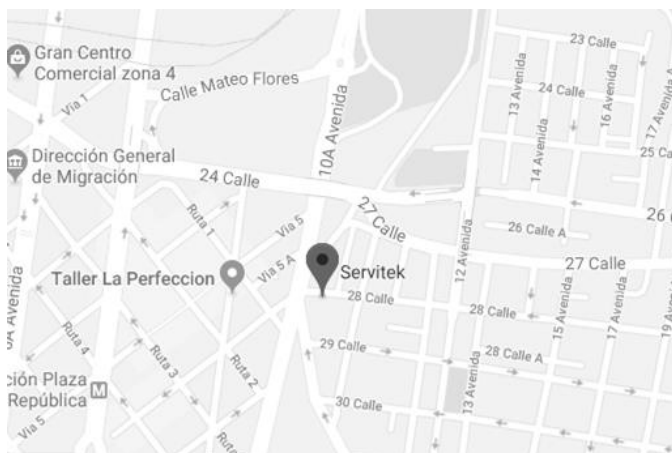 23 Calle
Gran Centro
Comercial zona 4
Calle Mateo Flores
24 Calle
Via 1
13 Avenida
16 Avenida
17 Avenida A
10A Avenida
25 Calle
Dirección General
de Migración
24 Calle
14 Avenida
27 Calle
26 Calle A
26
Ruta 1
Via 5
12 Avenida
27 Calle
Via 5 A
Servitek
Taller La Perfeccion
Avenida
28 Calle
28 Calle
15 Avenida
17 Avenida
19
Ruta 4
Ruta 3
Ruta 2
29 Calle
28 Calle A
Plaza
República
M
30 Calle
13 Avenida
Via 5